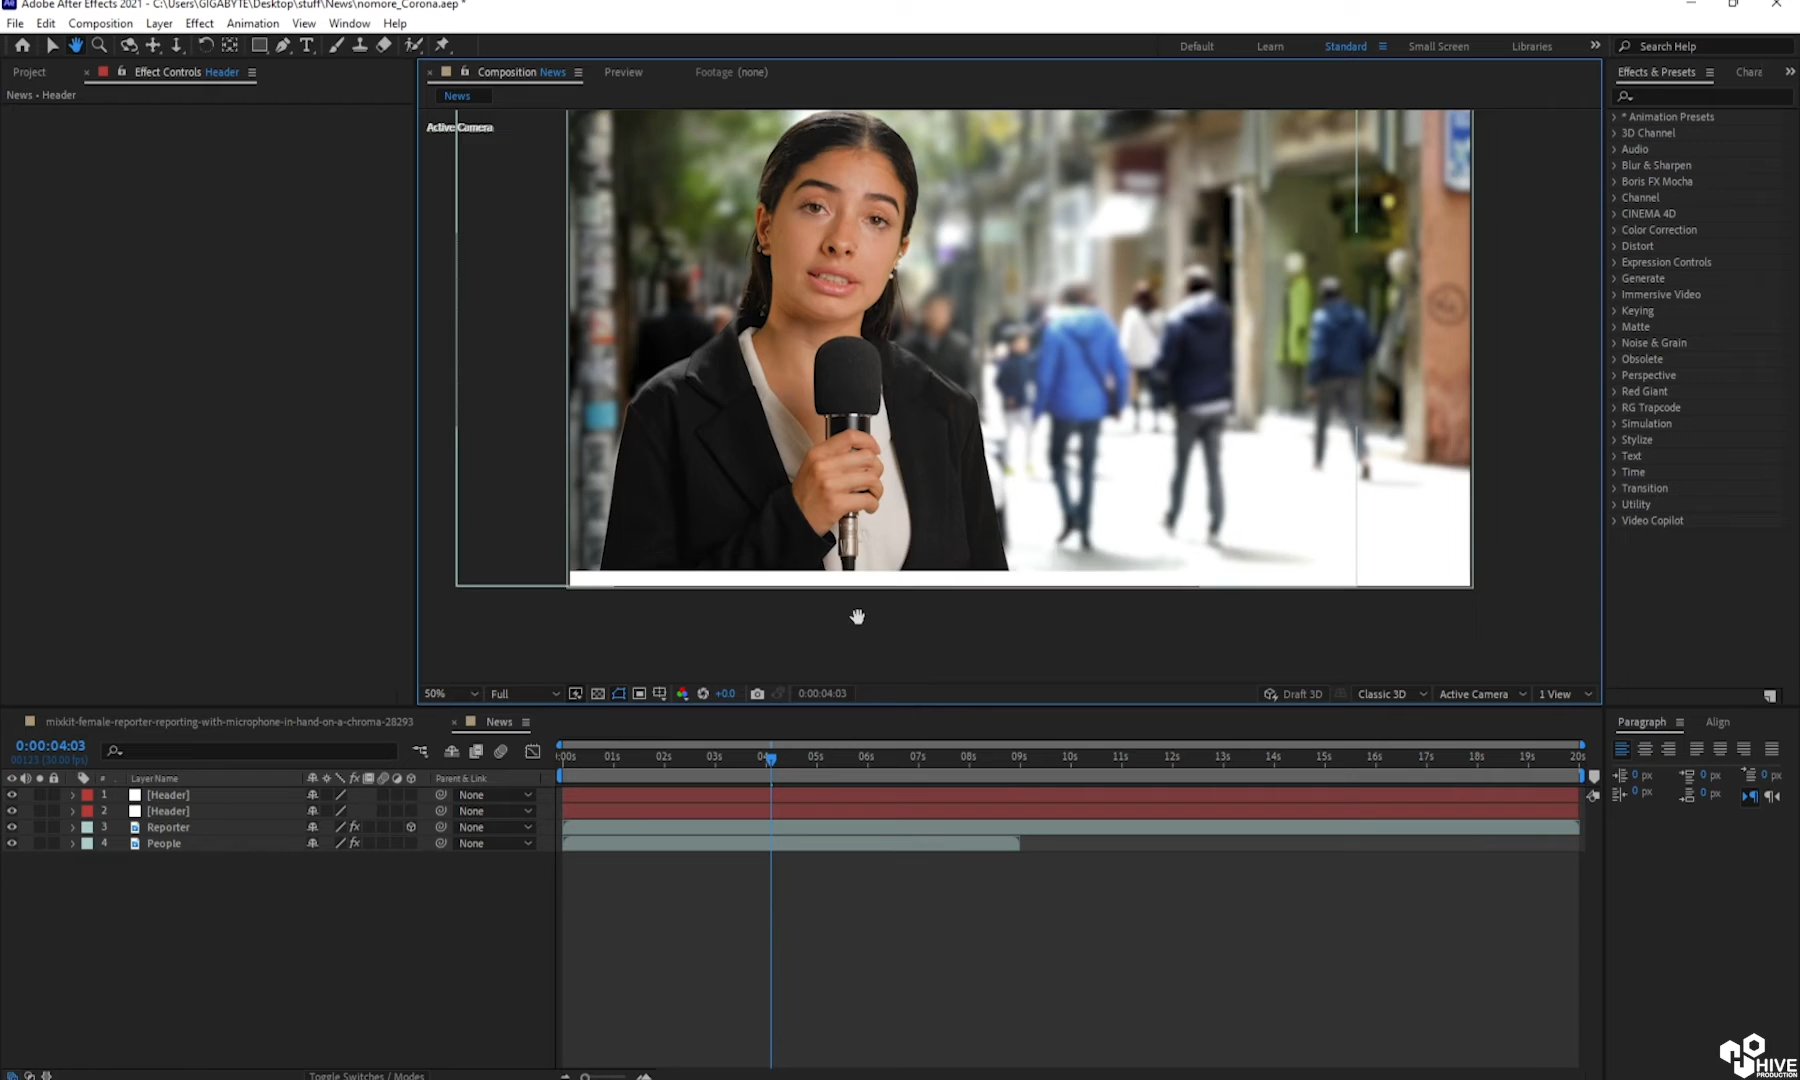 Adobe After Effects 2021 - C:\Users\GIGABYTE\Desktop\stuff\News\nomore_Corona.aep *
File Edit Composition Layer Effect Animation View Window Help
Default Learn Standard Small Screen Libraries Search Help
Project Effect Controls Header Composition News Preview Footage (none) Effects & Presets Chara
News • Header News
Active Camera
* Animation Presets
3D Channel
Audio
Blur & Sharpen
Boris FX Mocha
Channel
CINEMA 4D
Color Correction
Distort
Expression Controls
Generate
Immersive Video
Keying
Matte
Noise & Grain
Obsolete
Perspective
Red Giant
RG Trapcode
Simulation
Stylize
Text
Time
Transition
Utility
Video Copilot
50% Full +0.0 0:00:04:03 Draft 3D Classic 3D Active Camera 1 View
mixkit-female-reporter-reporting-with-microphone-in-hand-on-a-chroma-28293 News
Paragraph Align
0:00:04:03
00123 (30.00 fps)
:00s 01s 02s 03s 04s 05s 06s 07s 08s 09s 10s 11s 12s 13s 14s 15s 16s 17s 18s 19s 20s
# Layer Name Parent & Link
0 px 0 px 0 px
0 px 0 px
1 [Header] None
2 [Header] None
3 Reporter fx None
4 People fx None
Toggle Switches / Modes
HIVE
PRODUCTION